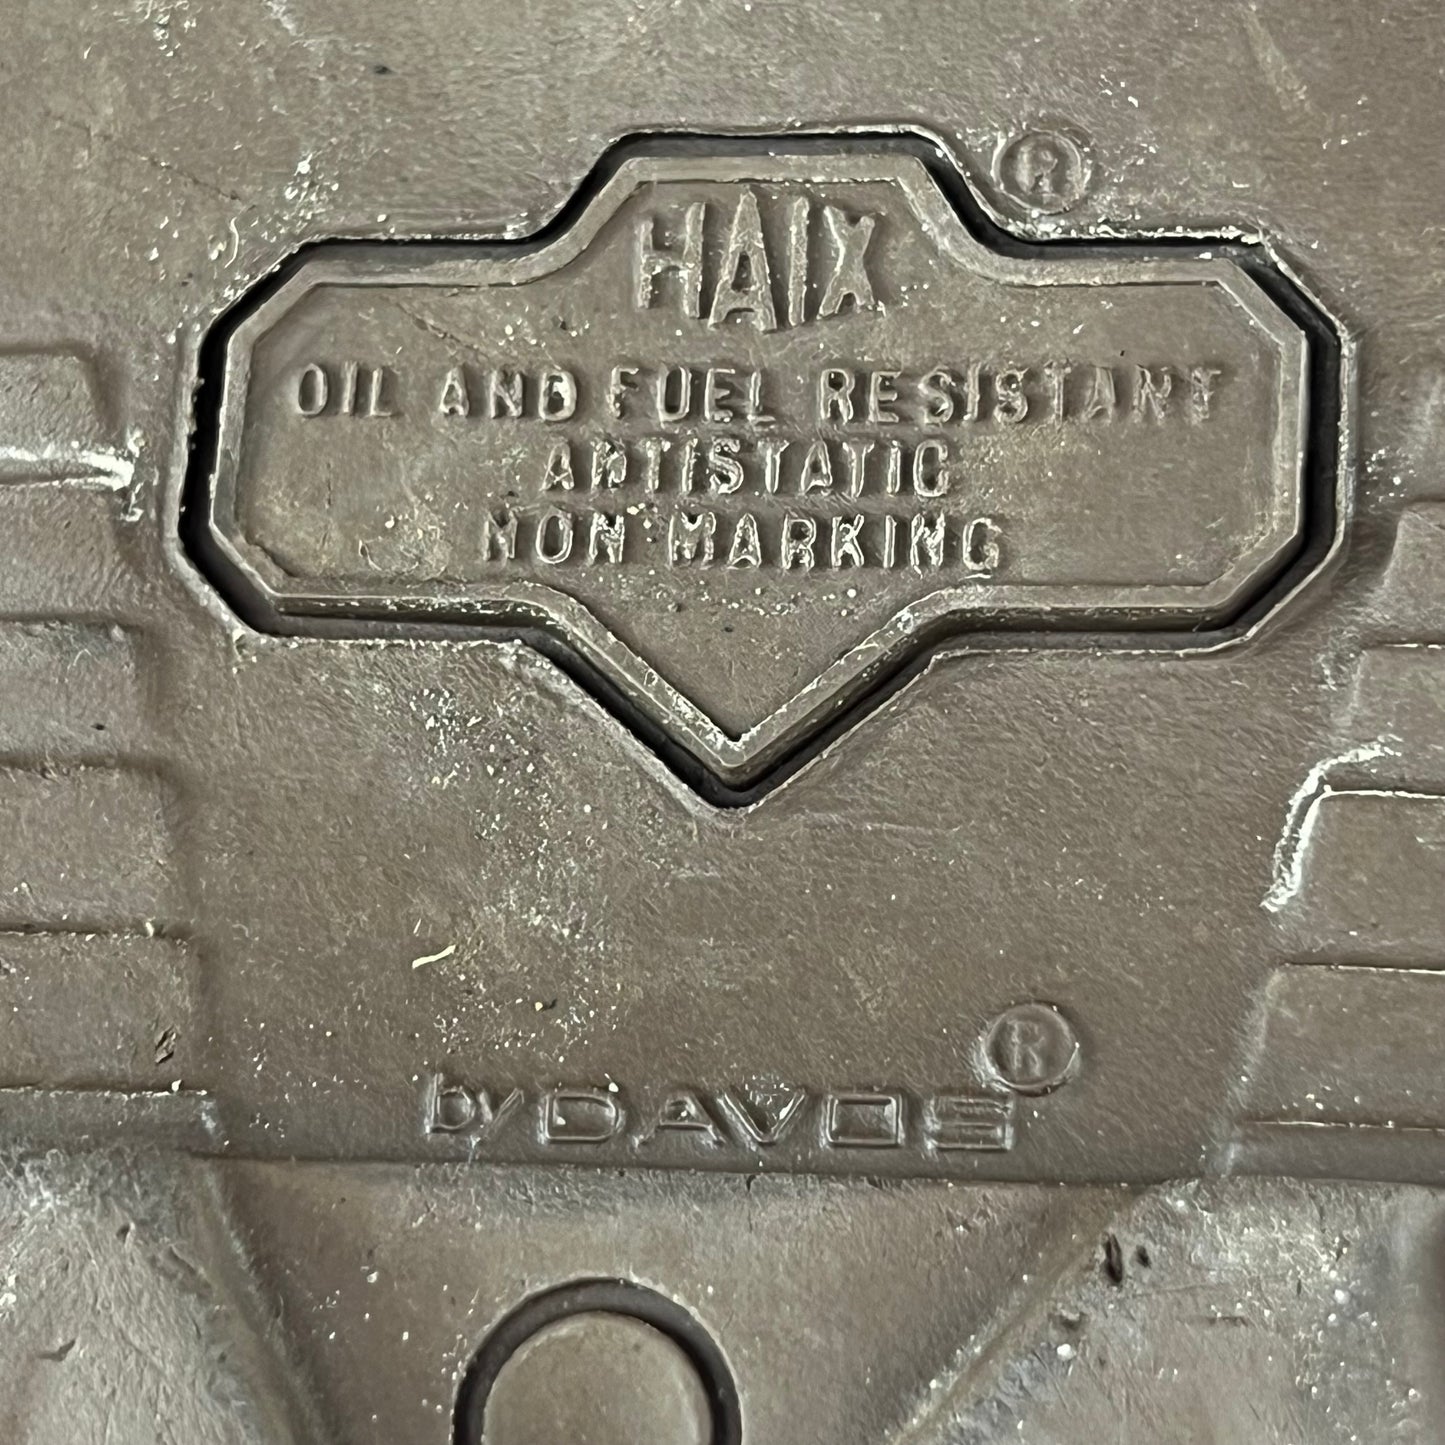 HAIX ®
OIL AND FUEL RESISTANT
ANTISTATIC
NON MARKING
by DAVOS ®